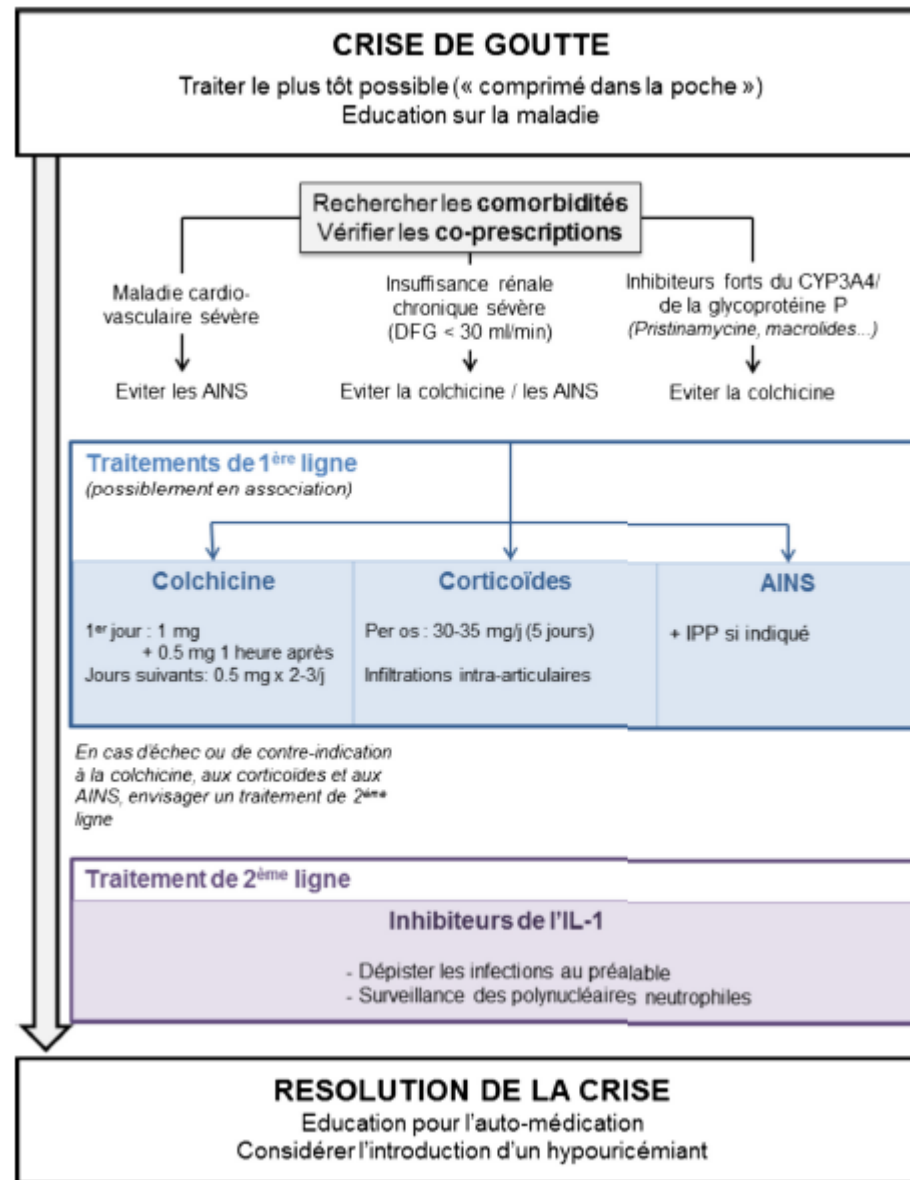 CRISE DE GOUTTE
Traiter le plus tôt possible (« comprimé dans la poche »)
Education sur la maladie
Rechercher les comorbidités
Vérifier les co-prescriptions
Maladie cardio-
vasculaire sévère
Eviter les AINS
Insuffisance rénale
chronique sévère
(DFG < 30 ml/min)
Eviter la colchicine / les AINS
Inhibiteurs forts du CYP3A4/
de la glycoprotéine P
(Pristinamycine, macrolides...)
Eviter la colchicine
Traitements de 1ère ligne
(possiblement en association)
Colchicine
1er jour : 1 mg
+ 0.5 mg 1 heure après
Jours suivants: 0.5 mg x 2-3/j
Corticoïdes
Per os : 30-35 mg/j (5 jours)
Infiltrations intra-articulaires
AINS
+ IPP si indiqué
En cas d'échec ou de contre-indication
à la colchicine, aux corticoïdes et aux
AINS, envisager un traitement de 2ème
ligne
Traitement de 2ème ligne
Inhibiteurs de l'IL-1
- Dépister les infections au préalable
- Surveillance des polynucléaires neutrophiles
RESOLUTION DE LA CRISE
Education pour l'auto-médication
Considérer l'introduction d'un hypouricémiant